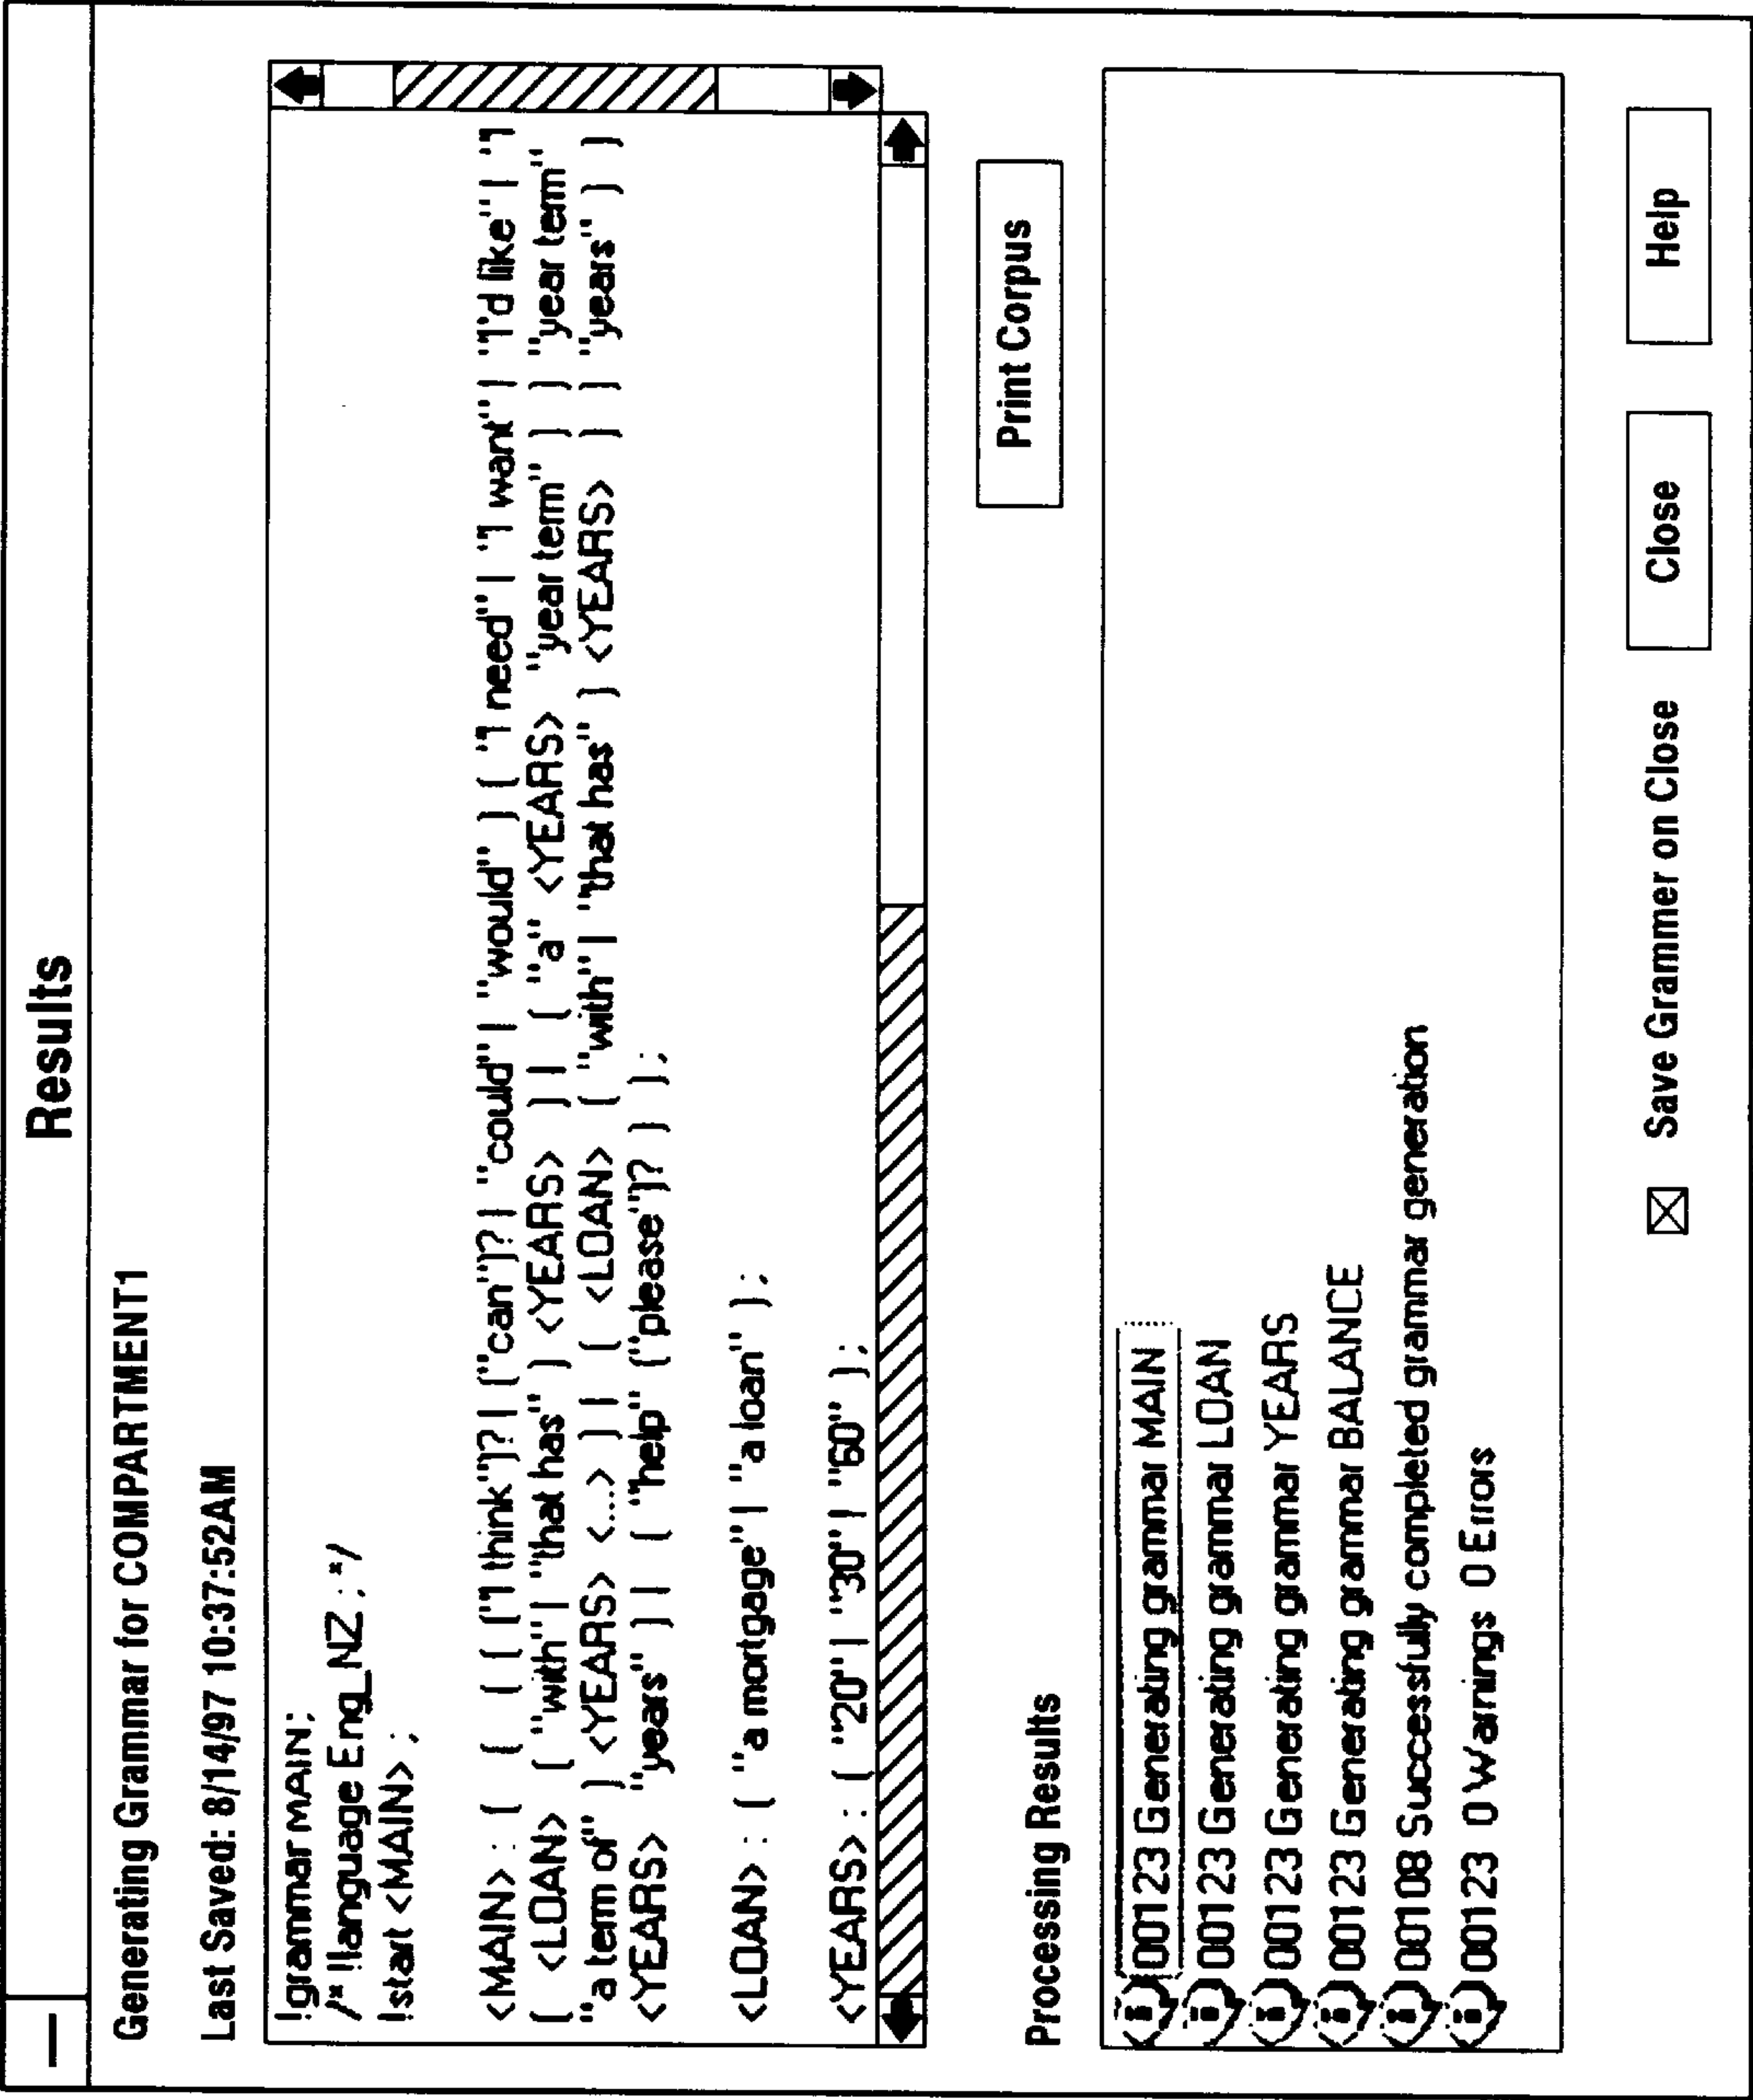 Results
Generating Grammar for COMPARTMENT1
Last Saved: 8/14/97 10:37:52AM
!grammar MAIN;
/* !language Eng_NZ ; */
!start <MAIN> ;
<MAIN> : ( ( ( ("I think")? | ("can")? | "could" | "would" ) ( "I need" | "I want" | "I'd like" | "I
( <LOAN> ( "with" | "that has" ) <YEARS> ) | ( "a" <YEARS> "year term" ) ) "year term"
"a term of" ) <YEARS> <...> ) | ( <LOAN> ( "with" | "that has" ) <YEARS> ) ) "years" ) )
<YEARS> "years" ) | ( "help" ("please")? ) );
<LOAN> : ( "a mortgage" | "a loan" );
<YEARS> : ( "20" | "30" | "60" );
Print Corpus
Processing Results
00123 Generating grammar MAIN
00123 Generating grammar LOAN
00123 Generating grammar YEARS
00123 Generating grammar BALANCE
00108 Successfully completed grammar generation
00123 0 Warnings 0 Errors
Save Grammer on Close
Close
Help